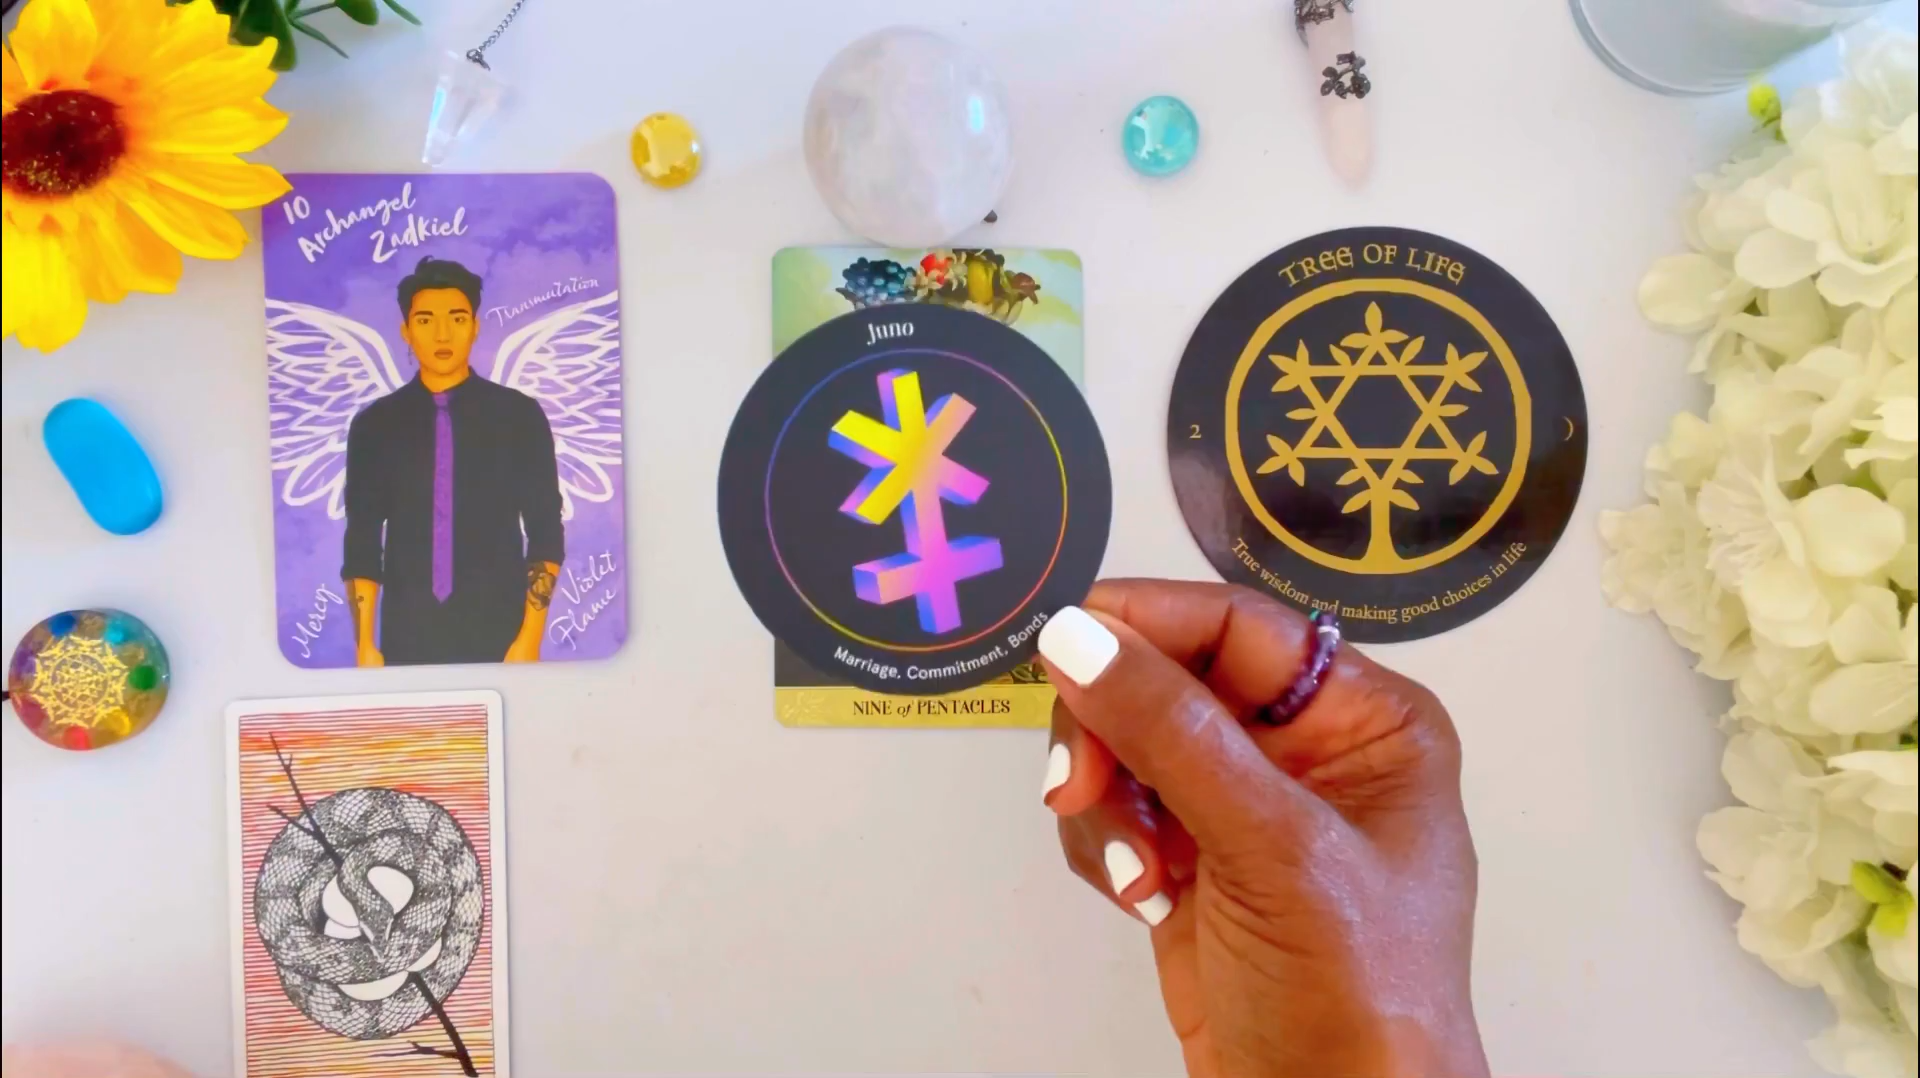 10
Archangel
Zadkiel
Transmutation
Mercy
Violet
Flame
Juno
Marriage, Commitment, Bonds
NINE of PENTACLES
TREE OF LIFE
2
True wisdom and making good choices in life